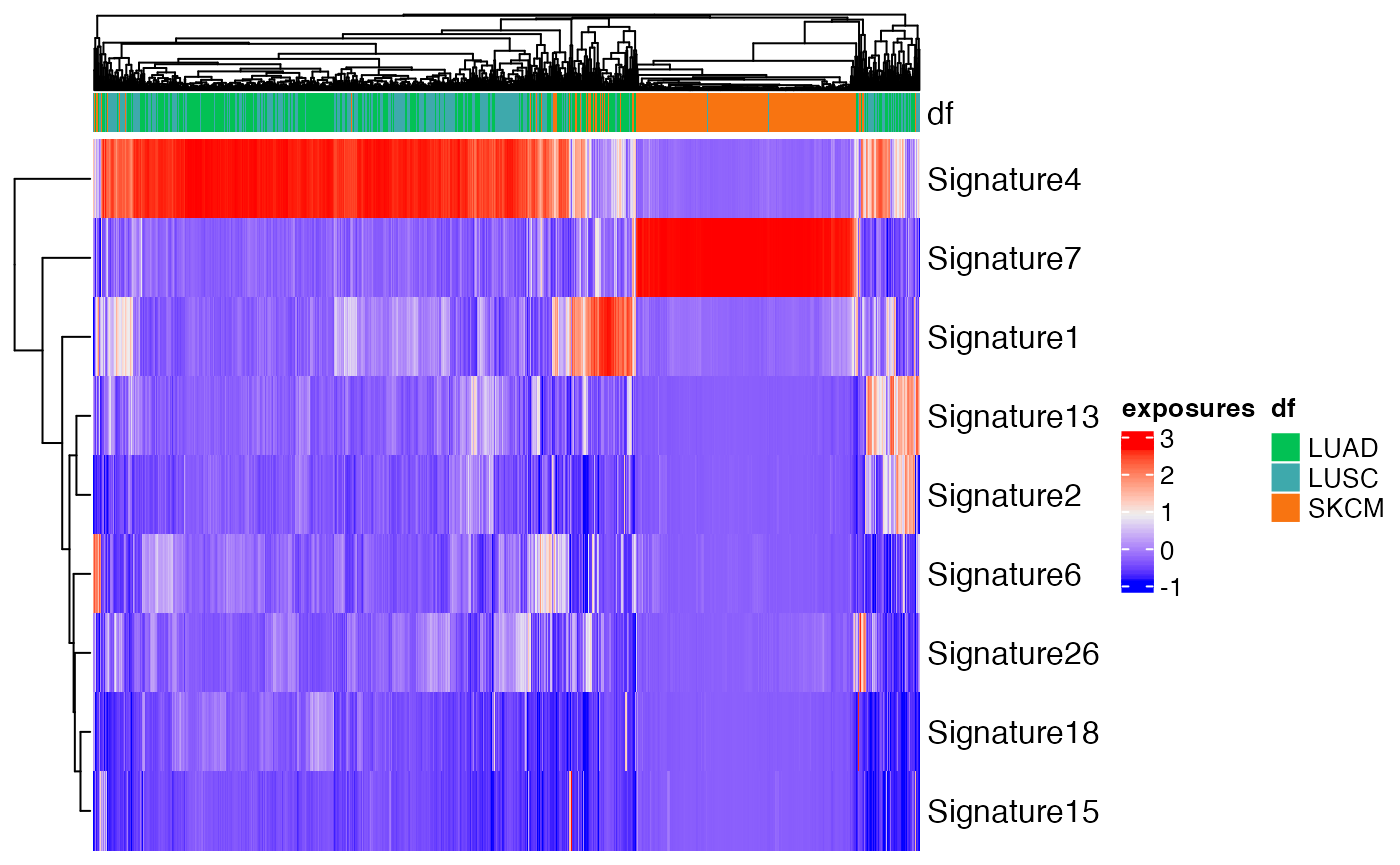 df
Signature4
Signature7
Signature1
Signature13
Signature2
Signature6
Signature26
Signature18
Signature15
exposures
3
2
1
0
-1
df
LUAD
LUSC
SKCM